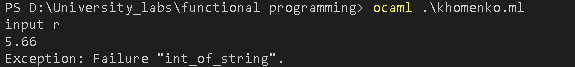 PS D:\University_labs\functional programming> ocaml .\khomenko.ml
input r
5.66
Exception: Failure "int_of_string".